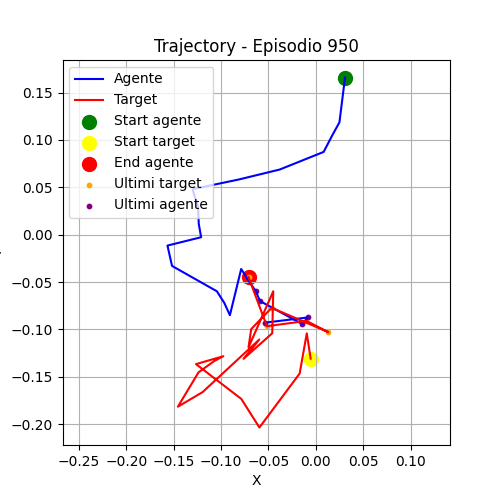 Trajectory - Episodio 950
Agente
Target
Start agente
Start target
End agente
Ultimi target
Ultimi agente
0.15
0.10
0.05
0.00
−0.05
−0.10
−0.15
−0.20
−0.25 −0.20 −0.15 −0.10 −0.05 0.00 0.05 0.10
X